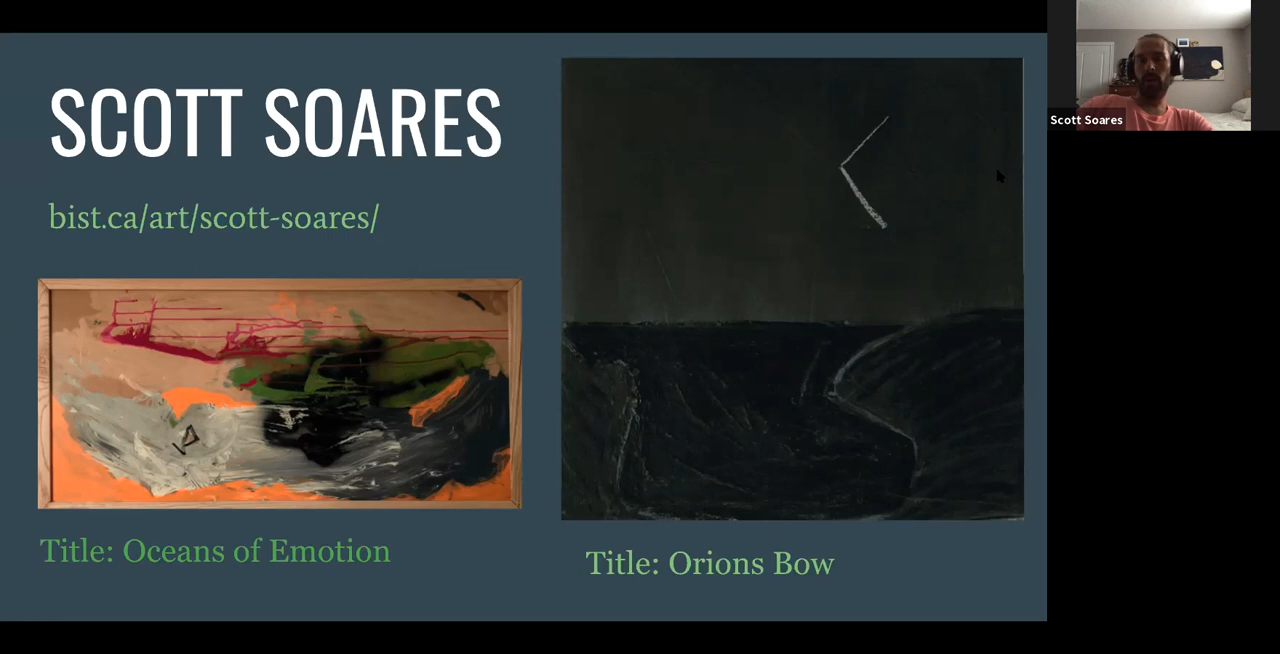 SCOTT SOARES
bist.ca/art/scott-soares/
Title: Oceans of Emotion
Title: Orions Bow
Scott Soares